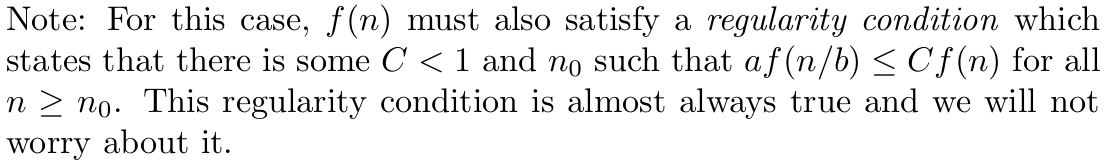 Note: For this case, f(n) must also satisfy a regularity condition which
states that there is some C < 1 and n₀ such that af(n/b) ≤ Cf(n) for all
n ≥ n₀. This regularity condition is almost always true and we will not
worry about it.